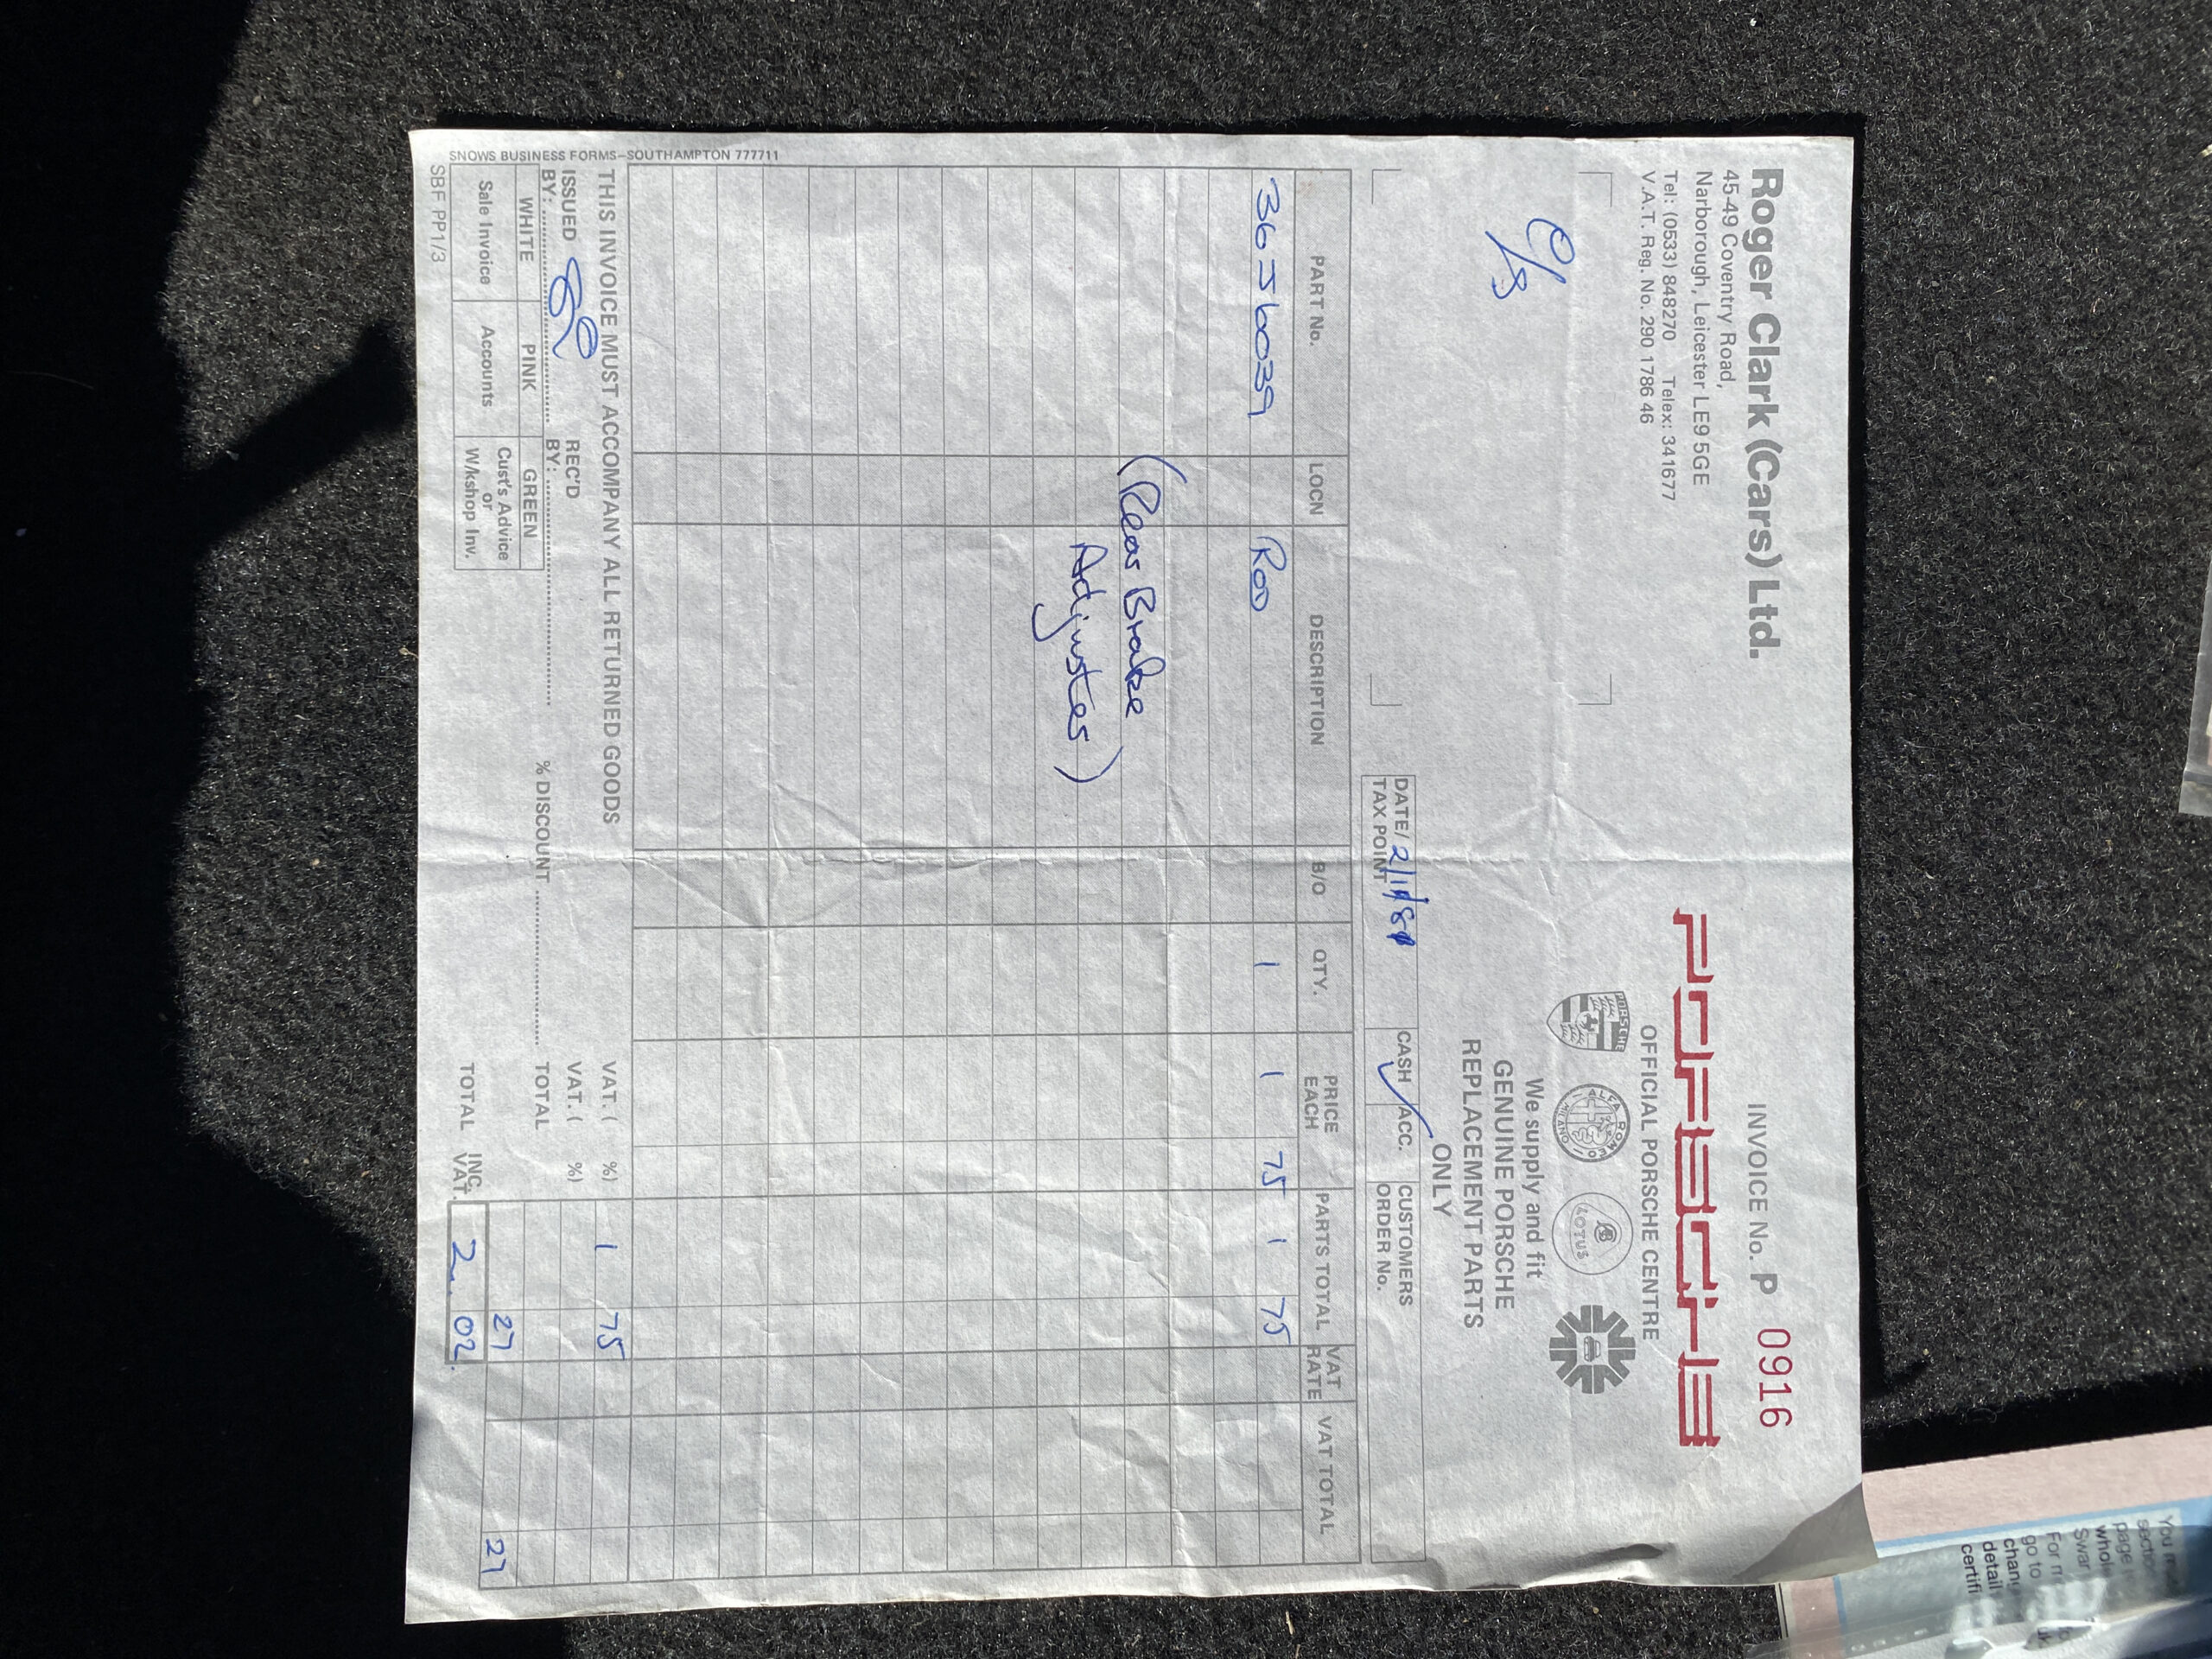 Roger Clark (Cars) Ltd.
45-49 Coventry Road,
Narborough, Leicester LE9 5GE
Tel: (0533) 848270 Telex: 341677
V.A.T. Reg. No. 290 1786 46
INVOICE No. P 0916
PORSCHE
OFFICIAL PORSCHE CENTRE
PORSCHE
ALFA ROMEO MILANO
LOTUS
We supply and fit
GENUINE PORSCHE
REPLACEMENT PARTS
ONLY
C/S
DATE/ TAX POINT
CASH ✓
ACC.
CUSTOMERS ORDER No.
PART No. LOCN DESCRIPTION B/O QTY. PRICE EACH PARTS TOTAL VAT RATE VAT TOTAL
ROD 1 1 75 1 75
(Rear Brake
Adjuster)
THIS INVOICE MUST ACCOMPANY ALL RETURNED GOODS
VAT. ( %) 1 75
ISSUED BY:
REC'D BY:
VAT. ( %)
% DISCOUNT
TOTAL
27 27
TOTAL INC. VAT. 2. 02
WHITE PINK GREEN
Sale Invoice
Accounts
Cust's Advice
or
W/kshop Inv.
SNOWS BUSINESS FORMS–SOUTHAMPTON 777711
SBF PP1/3